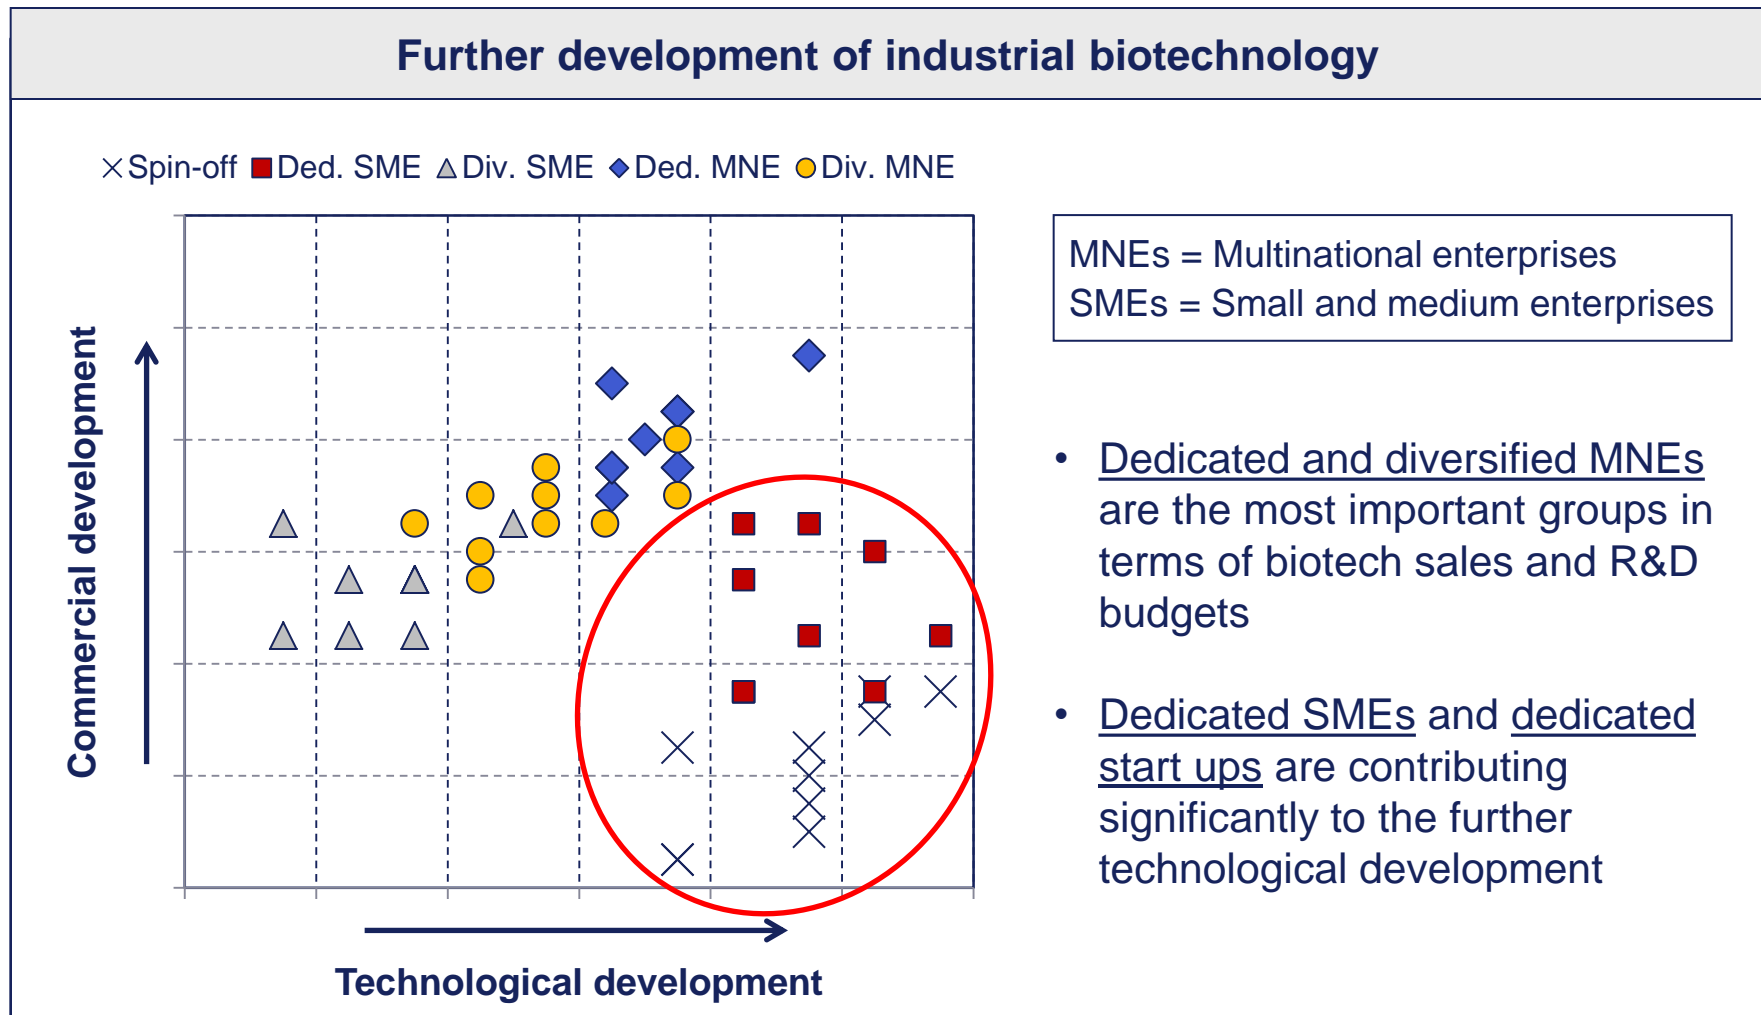 Further development of industrial biotechnology
Spin-off Ded. SME Div. SME Ded. MNE Div. MNE
Commercial development
Technological development
MNEs = Multinational enterprises
SMEs = Small and medium enterprises
• Dedicated and diversified MNEs
are the most important groups in
terms of biotech sales and R&D
budgets
• Dedicated SMEs and dedicated
start ups are contributing
significantly to the further
technological development